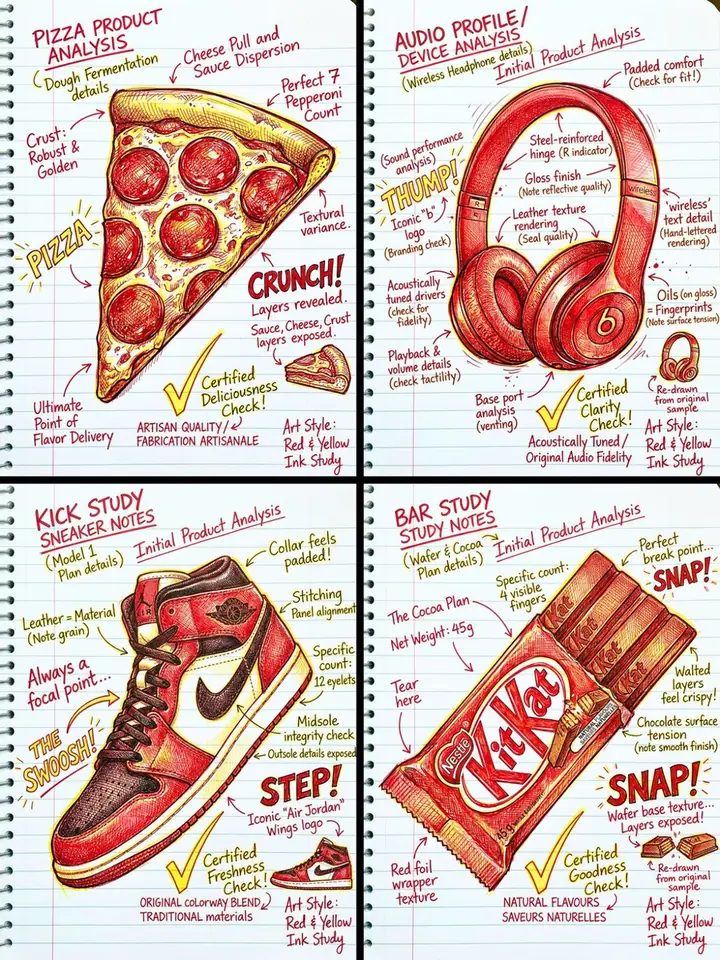 PIZZA PRODUCT
ANALYSIS
(Dough Fermentation
details)
Cheese Pull and
Sauce Dispersion
Perfect 7
Pepperoni
Count
Crust:
Robust &
Golden
PIZZA
Textural
variance.
CRUNCH!
Layers revealed.
Sauce, Cheese, Crust
layers exposed.
Ultimate
Point of
Flavor Delivery
Certified
Deliciousness
Check!
ARTISAN QUALITY/
FABRICATION ARTISANALE
Art Style:
Red & Yellow
Ink Study
AUDIO PROFILE/
DEVICE ANALYSIS
(Wireless Headphone details)
Initial Product Analysis
Padded comfort
(Check for fit!)
Steel-reinforced
hinge (R indicator)
(Sound performance
analysis)
THUMP!
Gloss finish
(Note reflective quality)
R
wireless
Iconic "b"
logo
(Branding check)
Leather texture
rendering
(Seal quality)
'wireless'
text detail
(Hand-lettered
rendering)
Acoustically
tuned drivers
(check for
fidelity)
Oils (on gloss)
= Fingerprints
(Note surface tension)
b
Playback &
volume details
(check tactility)
Base port
analysis
(venting)
Certified
Clarity
Check!
Re-drawn
from original
sample
Acoustically Tuned/
Original Audio Fidelity
Art Style:
Red & Yellow
Ink Study
KICK STUDY
SNEAKER NOTES
(Model 1
Plan details)
Initial Product Analysis
Collar feels
padded!
Leather = Material
(Note grain)
Stitching
Panel alignment
Always a
focal point...
Specific
count:
12 eyelets
THE
SWOOSH!
Midsole
integrity check
Outsole details exposed
STEP!
Iconic "Air Jordan"
Wings logo
Certified
Freshness
Check!
ORIGINAL COLORWAY BLEND
TRADITIONAL materials
Art Style:
Red & Yellow
Ink Study
BAR STUDY
STUDY NOTES
(Wafer & Cocoa
Plan details)
Initial Product Analysis
Perfect
break point...
SNAP!
Specific count:
4 visible
fingers
The Cocoa Plan
Net Weight: 45g
Tear
here
KitKat
Walted
layers
feel crispy!
Chocolate surface
tension
(note smooth finish)
Nestlé
KitKat
45 g
SNAP!
Wafer base texture...
Layers exposed!
Red foil
wrapper
texture
Certified
Goodness
Check!
Re-drawn
from original
sample
NATURAL FLAVOURS
SAVEURS NATURELLES
Art Style:
Red & Yellow
Ink Study